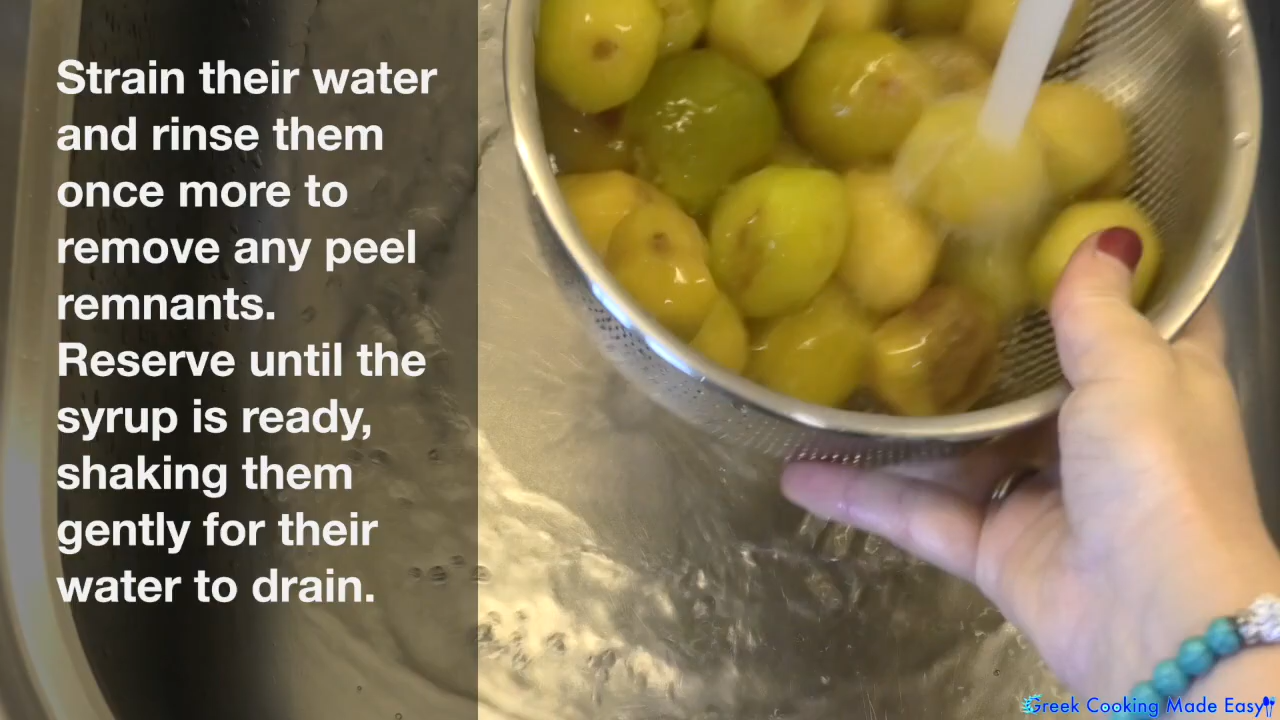 Strain their water
and rinse them
once more to
remove any peel
remnants.
Reserve until the
syrup is ready,
shaking them
gently for their
water to drain.
Greek Cooking Made Easy